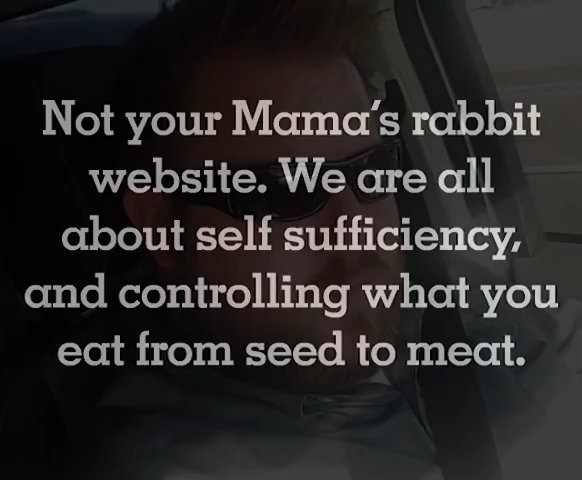 Not your Mama's rabbit
website. We are all
about self sufficiency,
and controlling what you
eat from seed to meat.